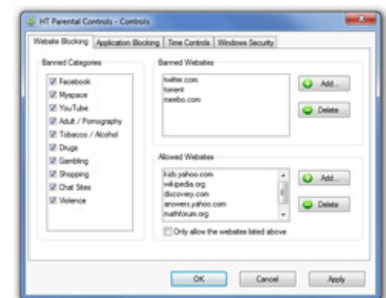 HT Parental Controls - Controls
Website Blocking Application Blocking Time Controls Windows Security
Banned Categories
Facebook
Myspace
YouTube
Adult / Pornography
Tobacco / Alcohol
Drugs
Gambling
Shopping
Chat Sites
Violence
Banned Websites
twitter.com
torrent
meebo.com
Add...
Delete
Allowed Websites
kids.yahoo.com
wikipedia.org
discovery.com
answers.yahoo.com
mathforum.org
Add...
Delete
Only allow the websites listed above
OK Cancel Apply